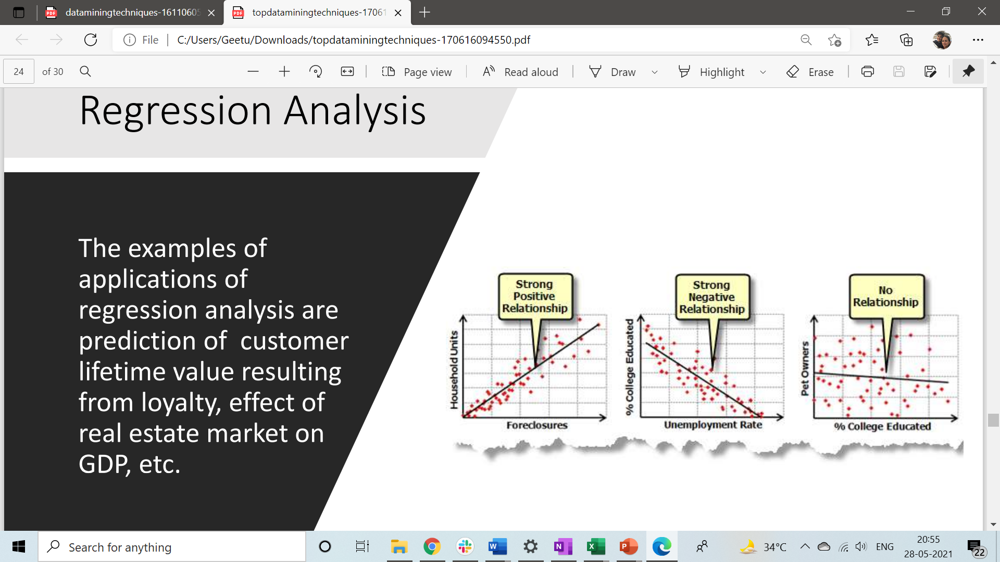 dataminingtechniques-16110605
topdataminingtechniques-17061
File
C:/Users/Geetu/Downloads/topdataminingtechniques-170616094550.pdf
24 of 30
Page view
Read aloud
Draw
Highlight
Erase
Regression Analysis
The examples of
applications of
regression analysis are
prediction of  customer
lifetime value resulting
from loyalty, effect of
real estate market on
GDP, etc.
Strong
Positive
Relationship
Household Units
Foreclosures
Strong
Negative
Relationship
% College Educated
Unemployment Rate
No
Relationship
Pet Owners
% College Educated
Search for anything
34°C
ENG
20:55
28-05-2021
22